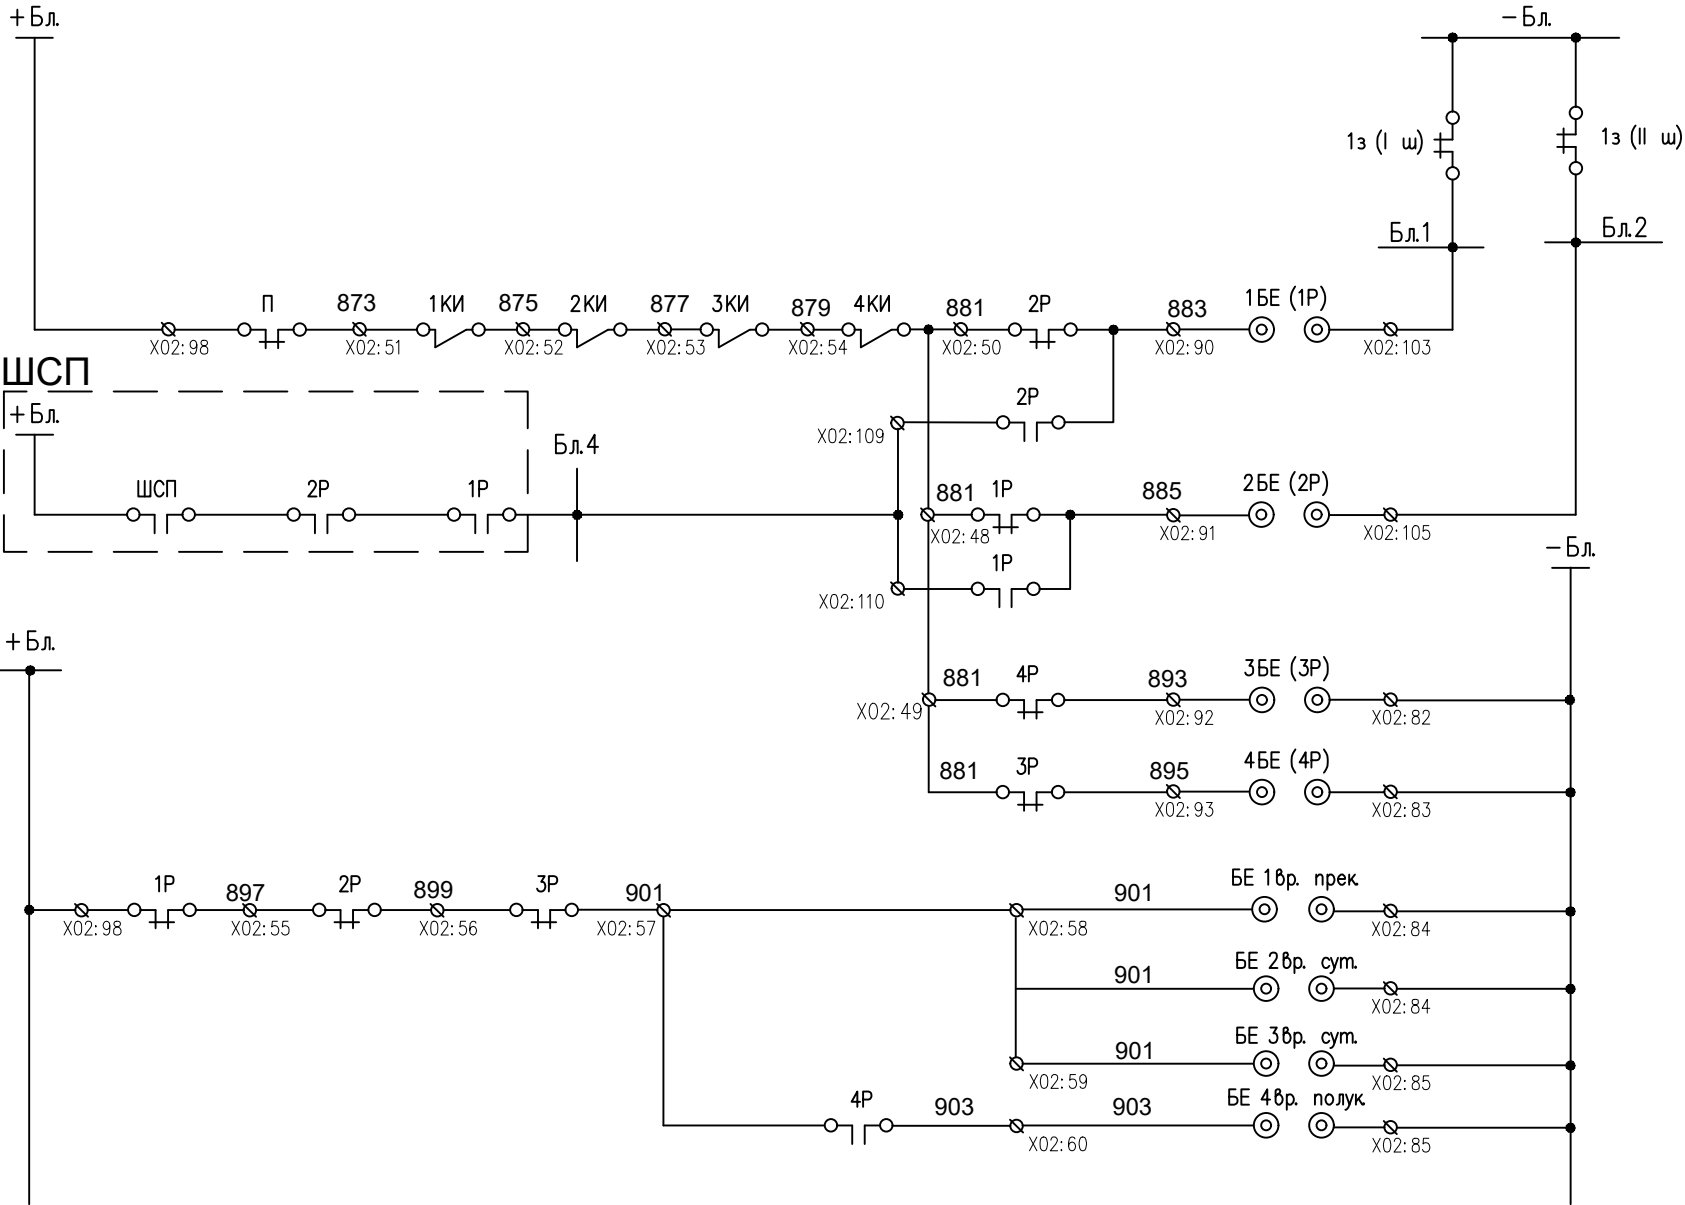 + Бл.
– Бл.
1з (I ш)
1з (II ш)
Бл.1
Бл.2
П
873
1КИ
875
2КИ
877
3КИ
879
4КИ
881
2Р
883
1БЕ (1Р)
X02:98
X02:51
X02:52
X02:53
X02:54
X02:50
X02:90
X02:103
ШСП
+ Бл.
2Р
X02:109
Бл.4
ШСП
2Р
1Р
881
1Р
885
2БЕ (2Р)
X02:48
X02:91
X02:105
– Бл.
1Р
X02:110
+ Бл.
881
4Р
893
3БЕ (3Р)
X02:49
X02:92
X02:82
881
3Р
895
4БЕ (4Р)
X02:93
X02:83
1Р
897
2Р
899
3Р
901
901
БЕ 1вр. прек.
X02:98
X02:55
X02:56
X02:57
X02:58
X02:84
901
БЕ 2вр. сут.
X02:84
901
БЕ 3вр. сут.
X02:59
X02:85
4Р
903
903
БЕ 4вр. полук.
X02:60
X02:85